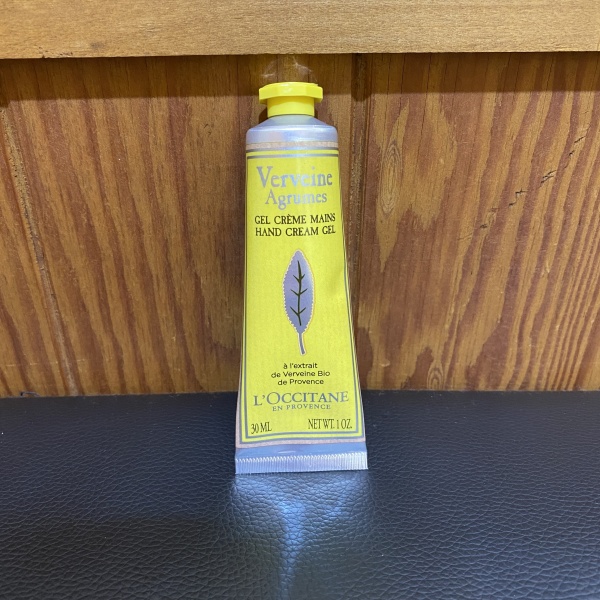 Verveine
Agrumes
GEL CRÈME MAINS
HAND CREAM GEL
à l'extrait
de Verveine Bio
de Provence
L'OCCITANE
EN PROVENCE
30 ML NET WT. 1 OZ.